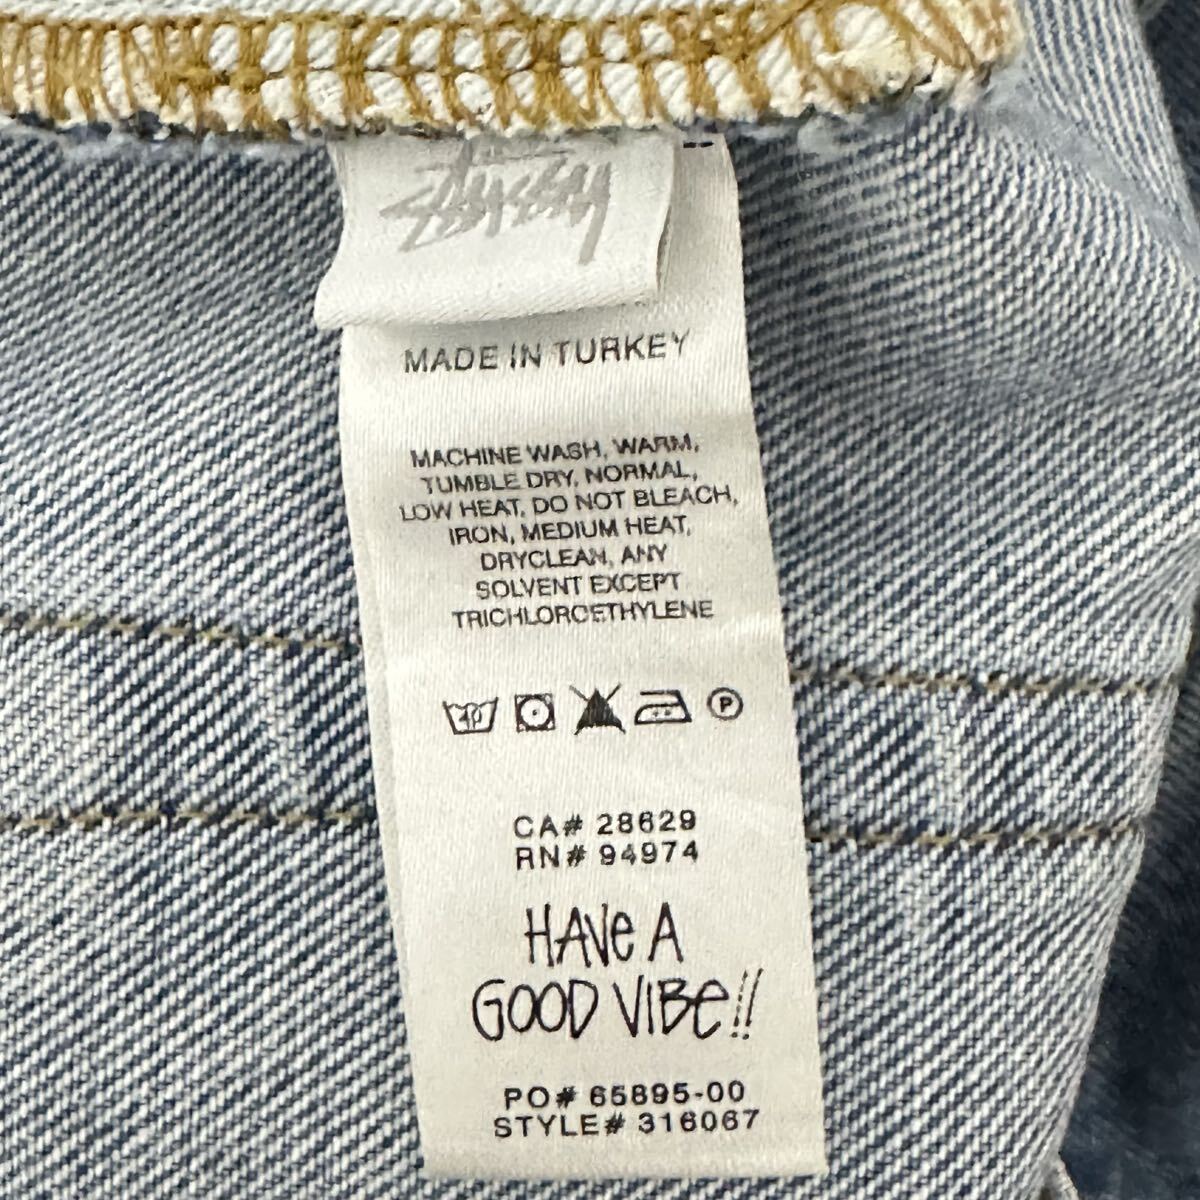 Stüssy
MADE IN TURKEY
MACHINE WASH, WARM,
TUMBLE DRY, NORMAL,
LOW HEAT, DO NOT BLEACH,
IRON, MEDIUM HEAT,
DRYCLEAN, ANY
SOLVENT EXCEPT
TRICHLOROETHYLENE
P
CA# 28629
RN# 94974
HAVe A
GOOD VIBe!!
PO# 65895-00
STYLE# 316067